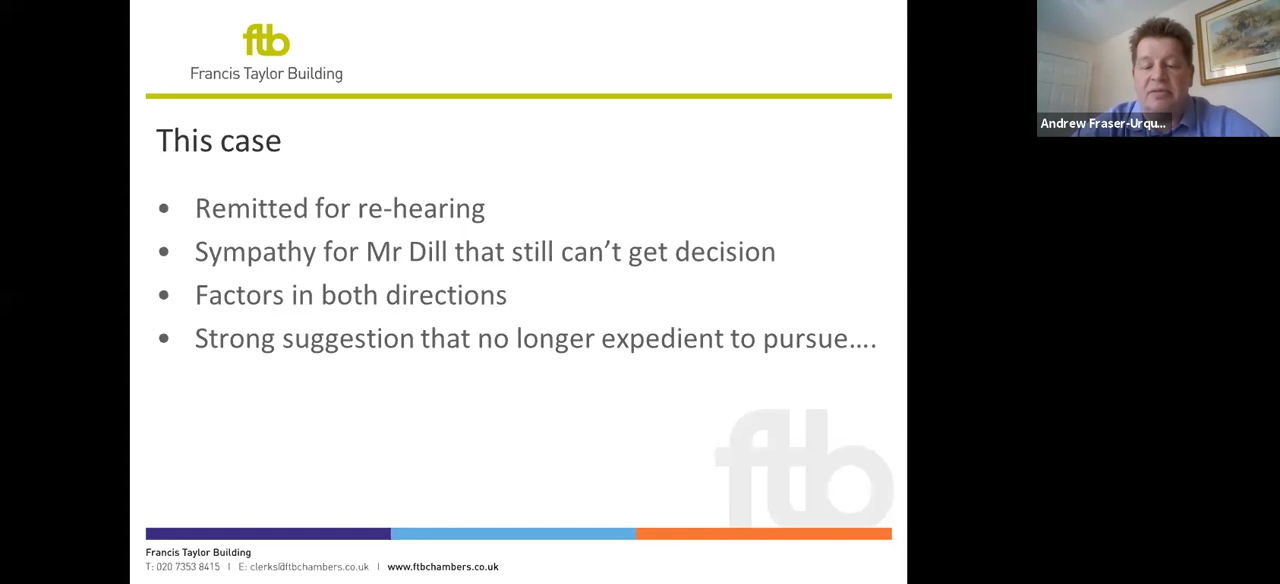 ftb
Francis Taylor Building
This case
• Remitted for re-hearing
• Sympathy for Mr Dill that still can’t get decision
• Factors in both directions
• Strong suggestion that no longer expedient to pursue….
ftb
Francis Taylor Building
T: 020 7353 8415 I E: clerks@ftbchambers.co.uk I www.ftbchambers.co.uk
Andrew Fraser-Urqu...